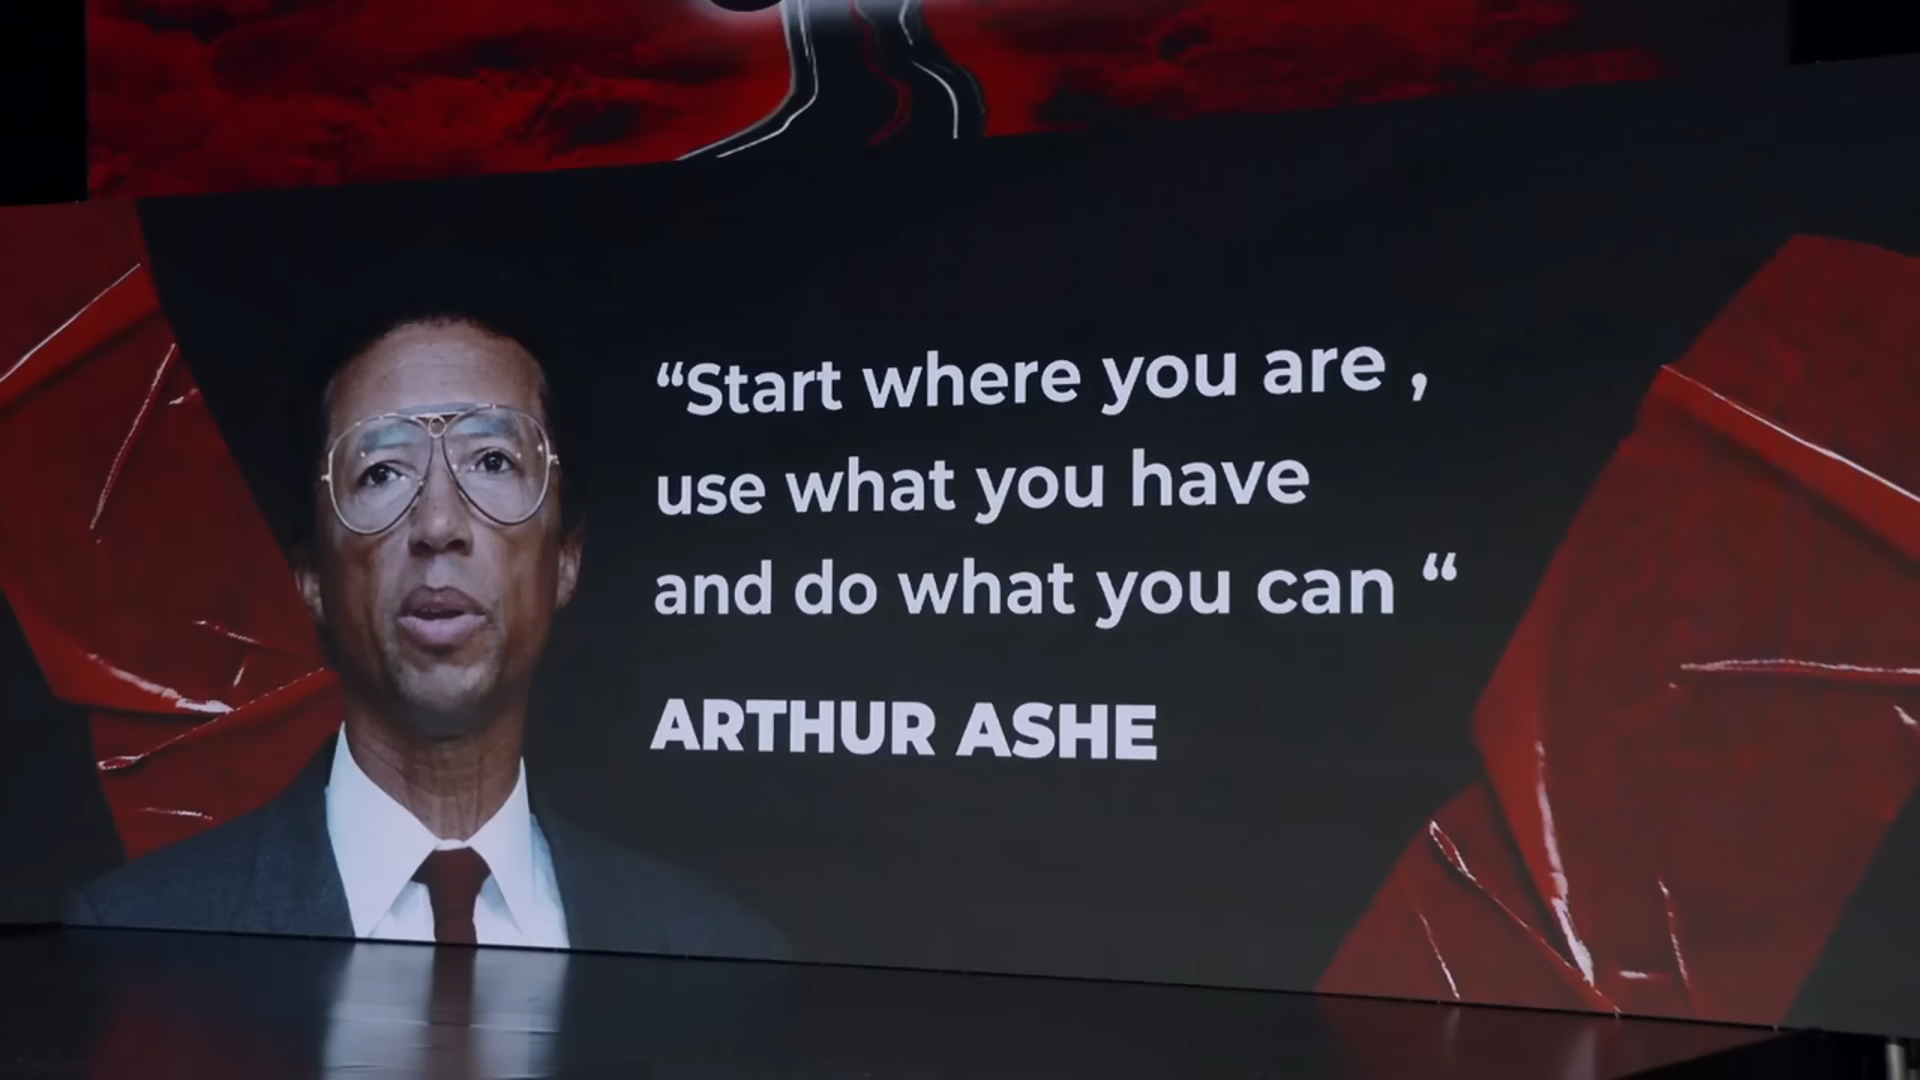 “Start where you are ,
use what you have
and do what you can “
ARTHUR ASHE